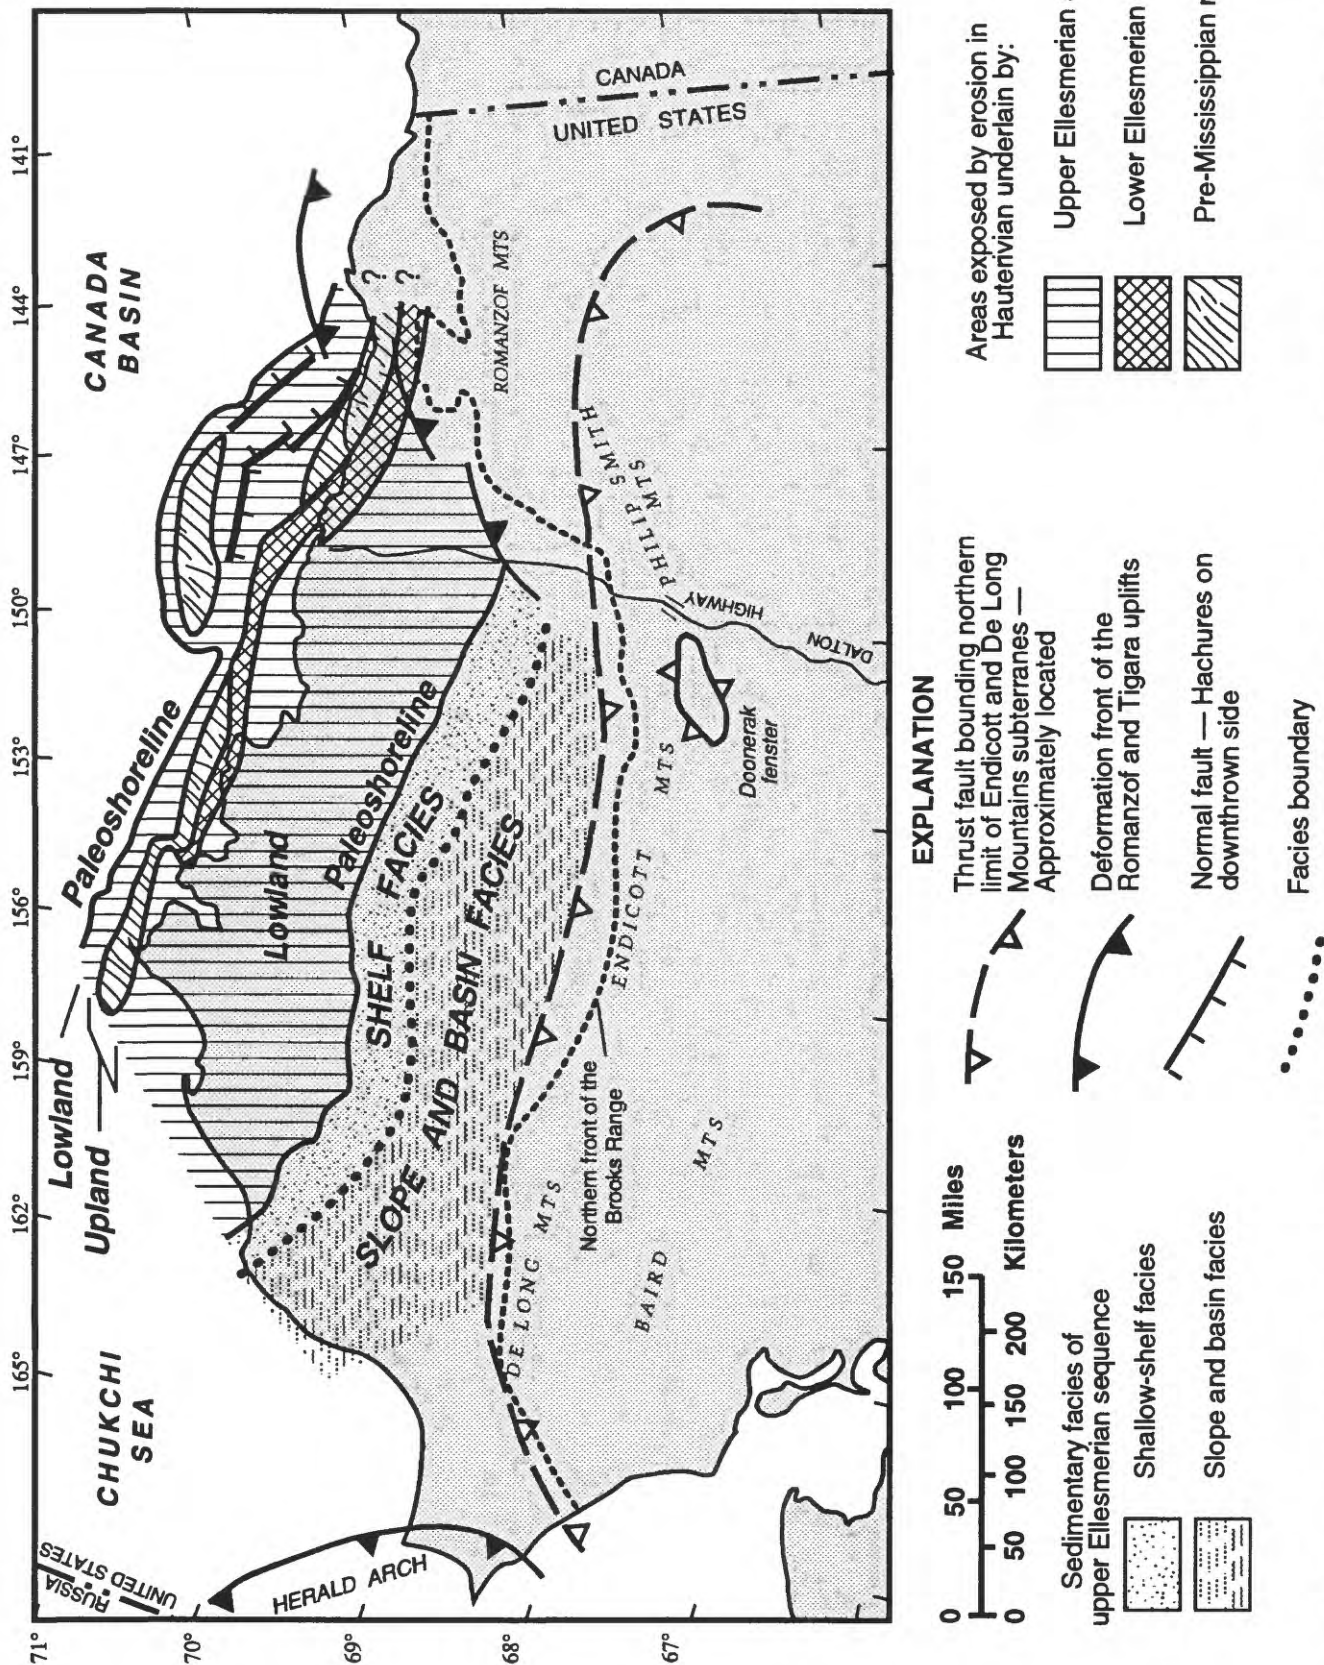 165°
162°
159°
156°
153°
150°
147°
144°
141°
71°
70°
69°
68°
67°
RUSSIA
UNITED STATES
CHUKCHI
SEA
Lowland
Upland
Paleoshoreline
CANADA
BASIN
HERALD ARCH
Lowland
Paleoshoreline
SHELF FACIES
SLOPE AND BASIN FACIES
? ?
ROMANZOF MTS
CANADA
UNITED STATES
DE LONG MTS
BAIRD MTS
Northern front of the
Brooks Range
ENDICOTT MTS
Doonerak
fenster
PHILIP SMITH
MTS
DALTON HIGHWAY
0 50 100 150 Miles
0 50 100 150 200 Kilometers
EXPLANATION
Sedimentary facies of
upper Ellesmerian sequence
Shallow-shelf facies
Slope and basin facies
Thrust fault bounding northern
limit of Endicott and De Long
Mountains subterranes —
Approximately located
Deformation front of the
Romanzof and Tigara uplifts
Normal fault — Hachures on
downthrown side
Facies boundary
Areas exposed by erosion in
Hauterivian underlain by:
Upper Ellesmerian
Lower Ellesmerian
Pre-Mississippian